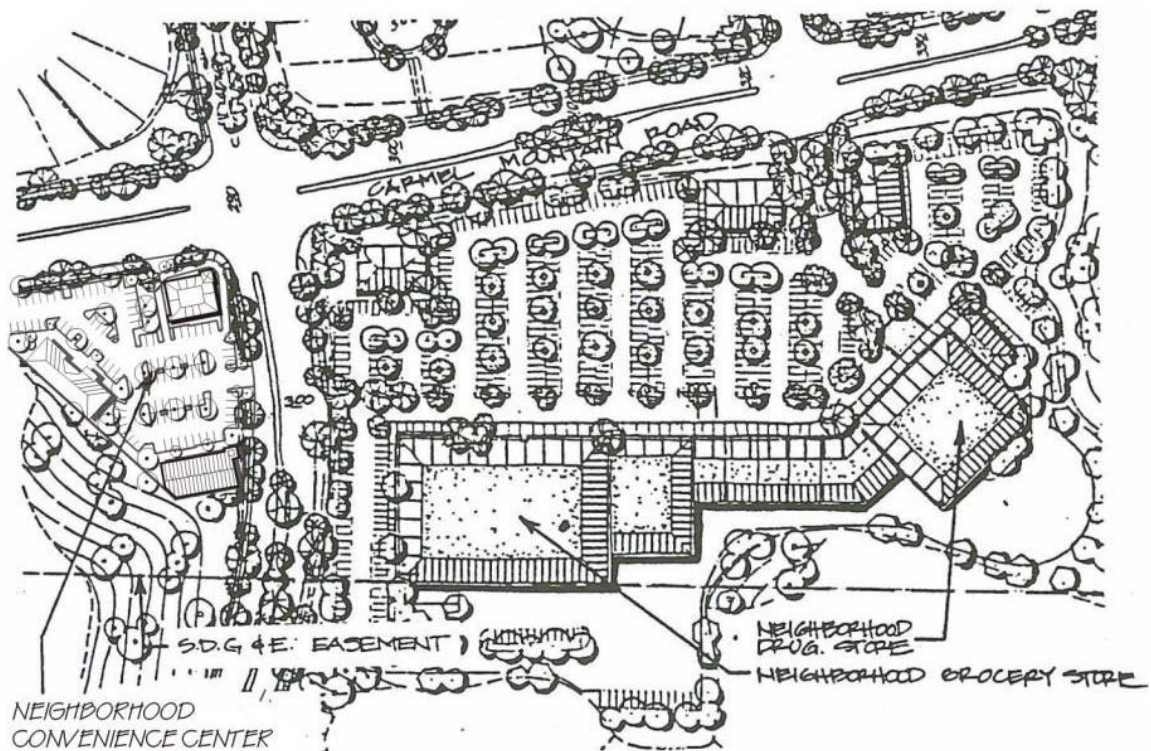 CARMEL MOUNTAIN ROAD
300
S.D.G & E. EASEMENT
NEIGHBORHOOD
DRUG. STORE
NEIGHBORHOOD GROCERY STORE
NEIGHBORHOOD
CONVENIENCE CENTER